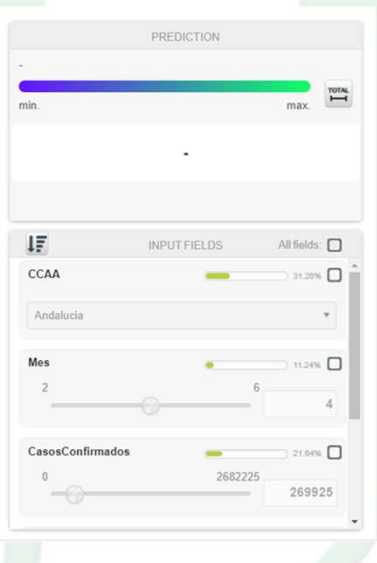 PREDICTION
-
min.
max.
TOTAL
-
INPUT FIELDS
All fields:
CCAA
31.26%
Andalucia
Mes
11.24%
2
6
4
CasosConfirmados
21.64%
0
2682225
269925